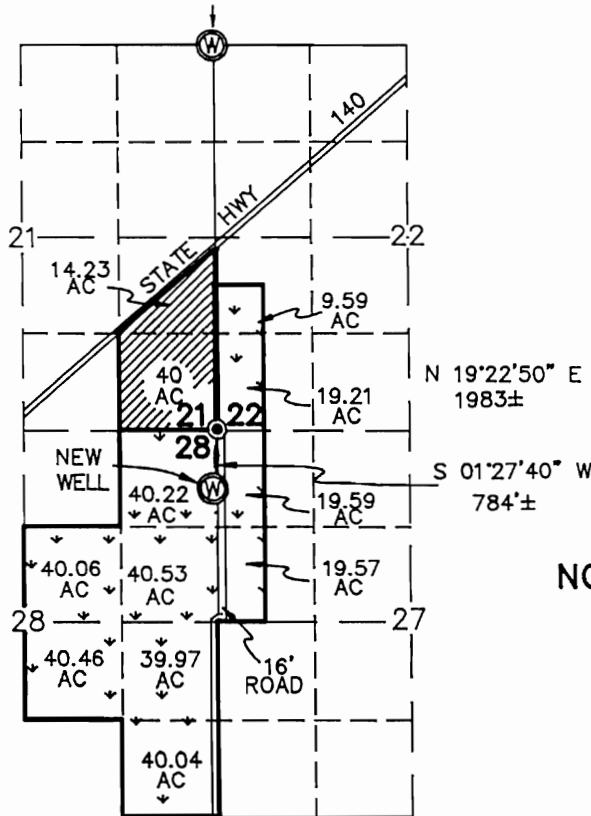 W
140
HWY
STATE
21
22
14.23
AC
9.59
AC
40
AC
19.21
AC
N 19°22'50" E
1983±
21 22
28
NEW
WELL
W
S 01°27'40" W
784'±
40.22
AC
19.59
AC
40.06
AC
40.53
AC
19.57
AC
NO
28
27
40.46
AC
39.97
AC
16'
ROAD
40.04
AC